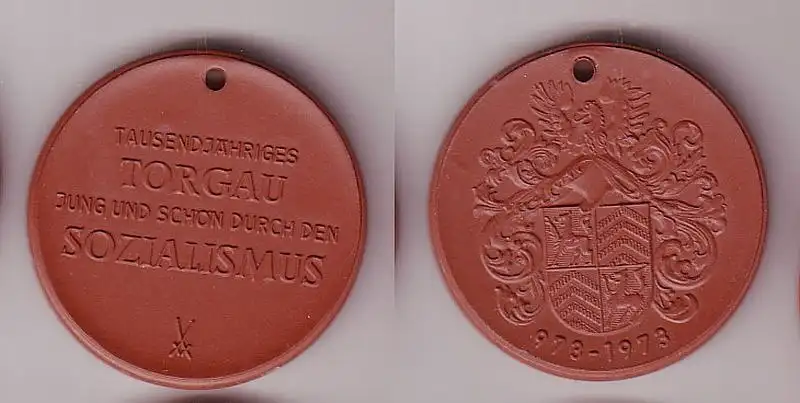 TAUSENDJÄHRIGES
TORGAU
JUNG UND SCHÖN DURCH DEN
SOZIALISMUS
973-1973